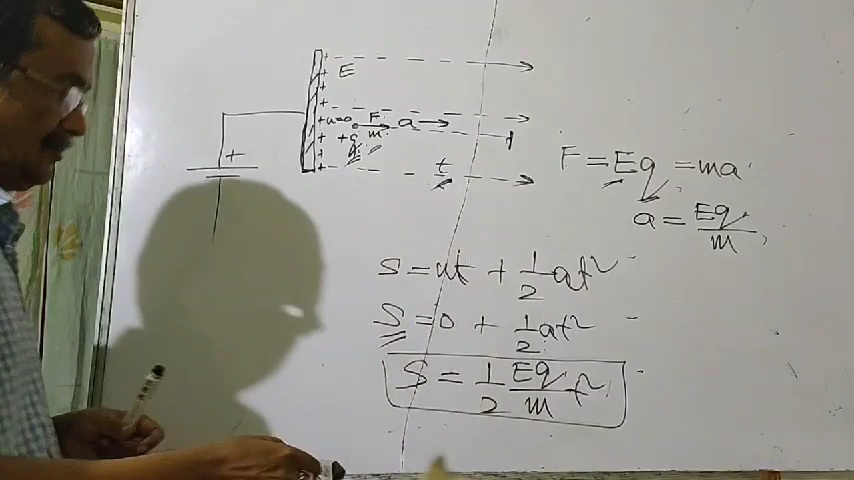 E
u=0 F a
+q m
+
t
F = Eq = ma
a = Eq/m
S = ut + 1/2 at²
S = 0 + 1/2 at²
S = 1/2 Eq/m t²